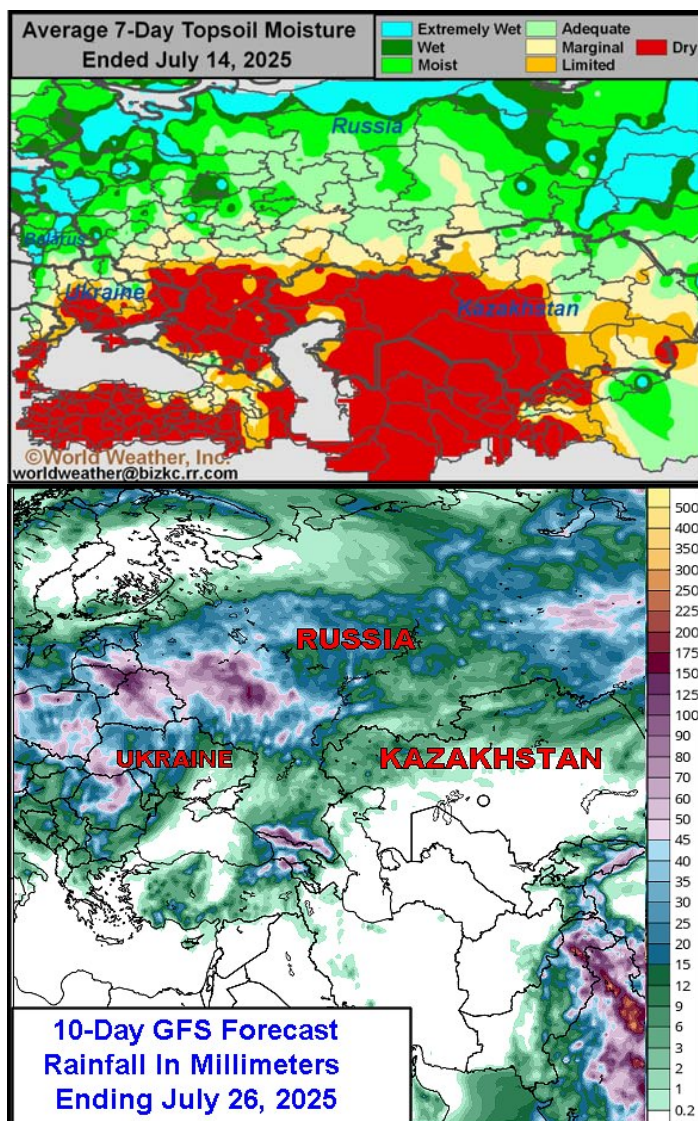 Average 7-Day Topsoil Moisture
Ended July 14, 2025
Extremely Wet
Wet
Moist
Adequate
Marginal
Limited
Dry
Russia
Belarus
Ukraine
Kazakhstan
©World Weather, Inc.
worldweather@bizkc.rr.com
RUSSIA
UKRAINE
KAZAKHSTAN
500
400
350
300
250
225
200
175
150
125
100
90
80
70
60
50
45
40
35
30
25
20
15
12
9
6
3
2
1
0.2
10-Day GFS Forecast
Rainfall In Millimeters
Ending July 26, 2025